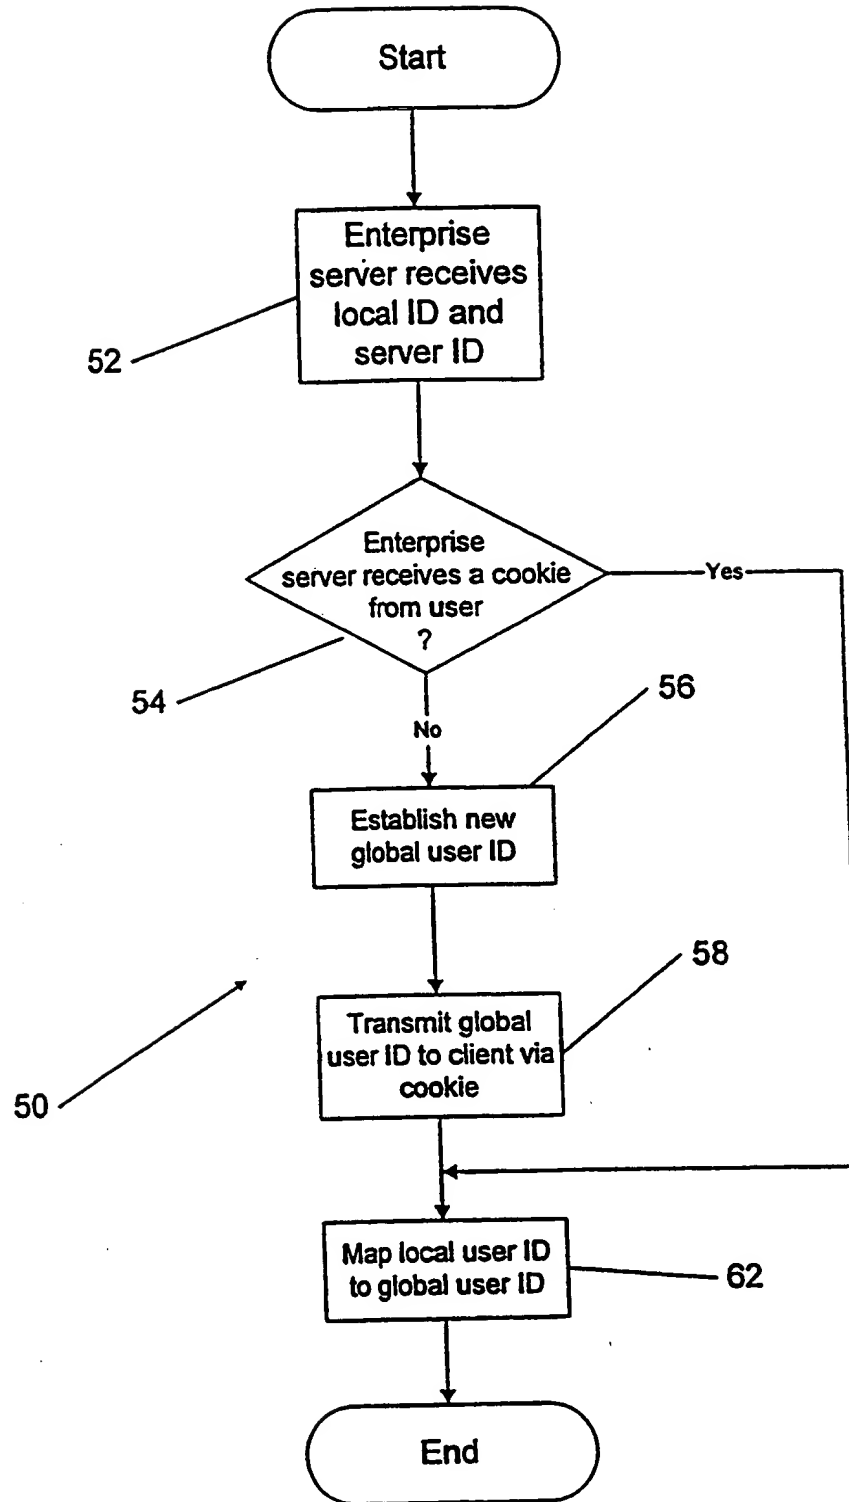 Start
Enterprise
server receives
local ID and
server ID
52
Enterprise
server receives a cookie
from user
?
Yes
54
No
56
Establish new
global user ID
58
Transmit global
user ID to client via
cookie
50
Map local user ID
to global user ID
62
End